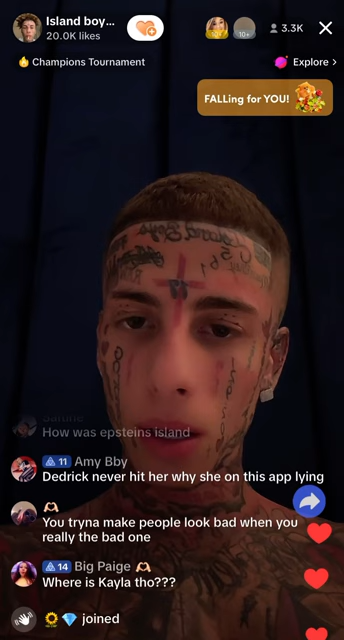 Island boy...
20.0K likes
10+
3.3K
Champions Tournament
Explore >
FALLing for YOU!
How was epsteins island
11 Amy Bby
Dedrick never hit her why she on this app lying
You tryna make people look bad when you
really the bad one
14 Big Paige
Where is Kayla tho???
joined